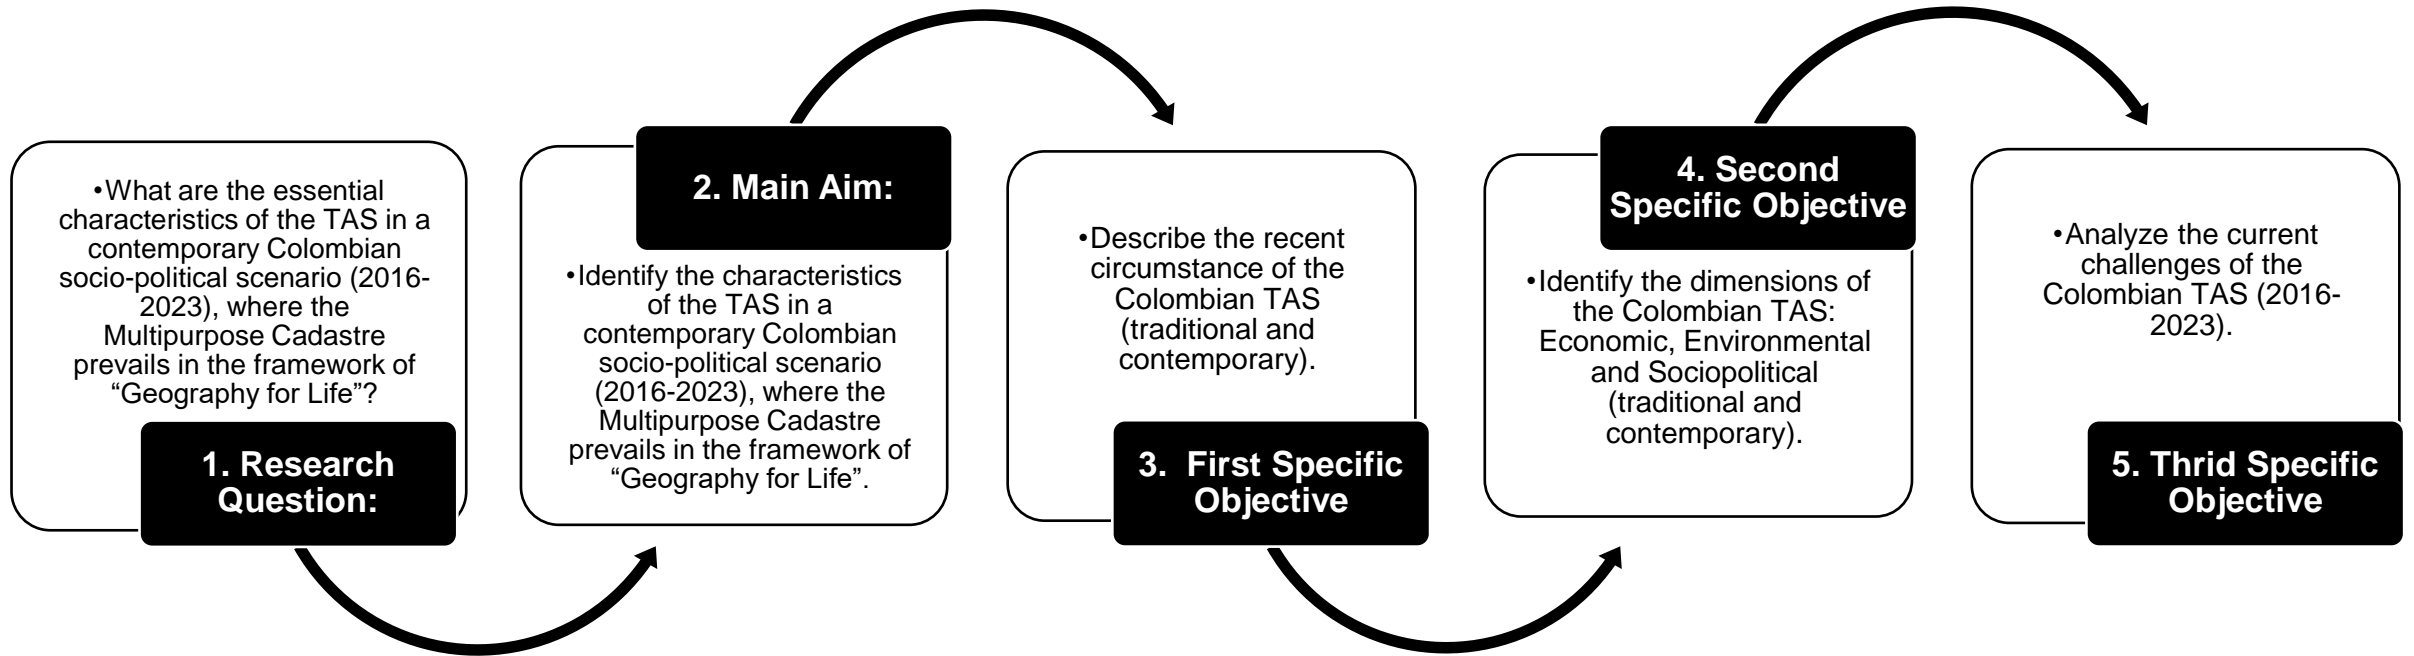 •What are the essential
characteristics of the TAS in a
contemporary Colombian
socio-political scenario (2016-
2023), where the
Multipurpose Cadastre
prevails in the framework of
“Geography for Life”?
1. Research
Question:
2. Main Aim:
•Identify the characteristics
of the TAS in a
contemporary Colombian
socio-political scenario
(2016-2023), where the
Multipurpose Cadastre
prevails in the framework of
“Geography for Life”.
•Describe the recent
circumstance of the
Colombian TAS
(traditional and
contemporary).
3.  First Specific
Objective
4. Second
Specific Objective
•Identify the dimensions of
the Colombian TAS:
Economic, Environmental
and Sociopolitical
(traditional and
contemporary).
•Analyze the current
challenges of the
Colombian TAS (2016-
2023).
5. Thrid Specific
Objective